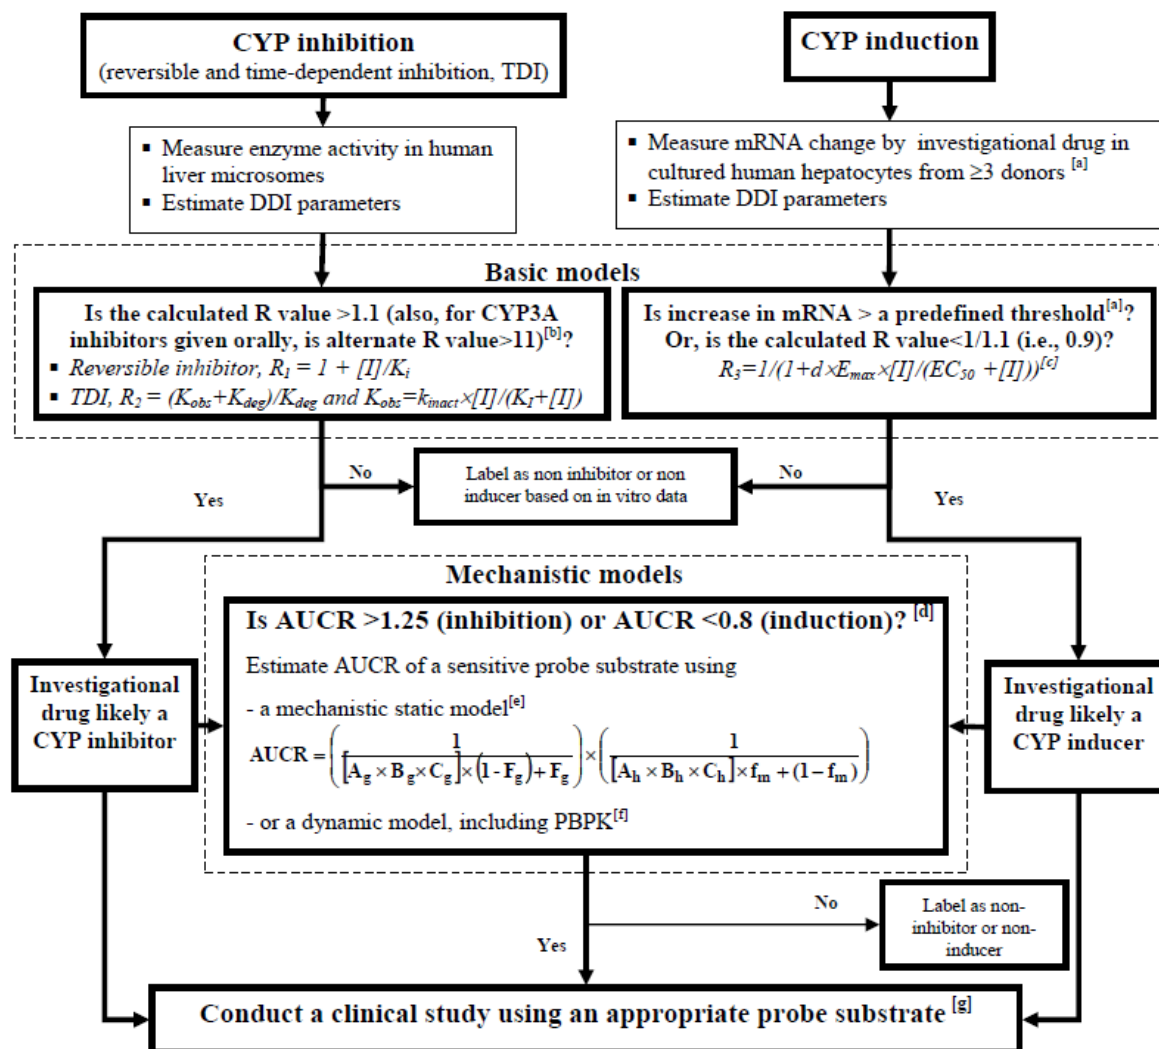 CYP inhibition
(reversible and time-dependent inhibition, TDI)
CYP induction
▪ Measure enzyme activity in human
liver microsomes
▪ Estimate DDI parameters
▪ Measure mRNA change by investigational drug in
cultured human hepatocytes from ≥3 donors [a]
▪ Estimate DDI parameters
Basic models
Is the calculated R value >1.1 (also, for CYP3A
inhibitors given orally, is alternate R value>11)[b]?
▪ Reversible inhibitor, R1 = 1 + [I]/Ki
▪ TDI, R2 = (Kobs+Kdeg)/Kdeg and Kobs=kinact×[I]/(KI+[I])
Is increase in mRNA > a predefined threshold[a]?
Or, is the calculated R value<1/1.1 (i.e., 0.9)?
R3=1/(1+d×Emax×[I]/(EC50 +[I]))[c]
No
Label as non inhibitor or non
inducer based on in vitro data
No
Yes
Yes
Mechanistic models
Is AUCR >1.25 (inhibition) or AUCR <0.8 (induction)? [d]
Estimate AUCR of a sensitive probe substrate using
- a mechanistic static model[e]
AUCR = (1/([Ag × Bg × Cg] × (1 - Fg) + Fg)) × (1/([Ah × Bh × Ch] × fm + (1 − fm)))
- or a dynamic model, including PBPK[f]
Investigational
drug likely a
CYP inhibitor
Investigational
drug likely a
CYP inducer
No
Label as non-
inhibitor or non-
inducer
Yes
Conduct a clinical study using an appropriate probe substrate [g]